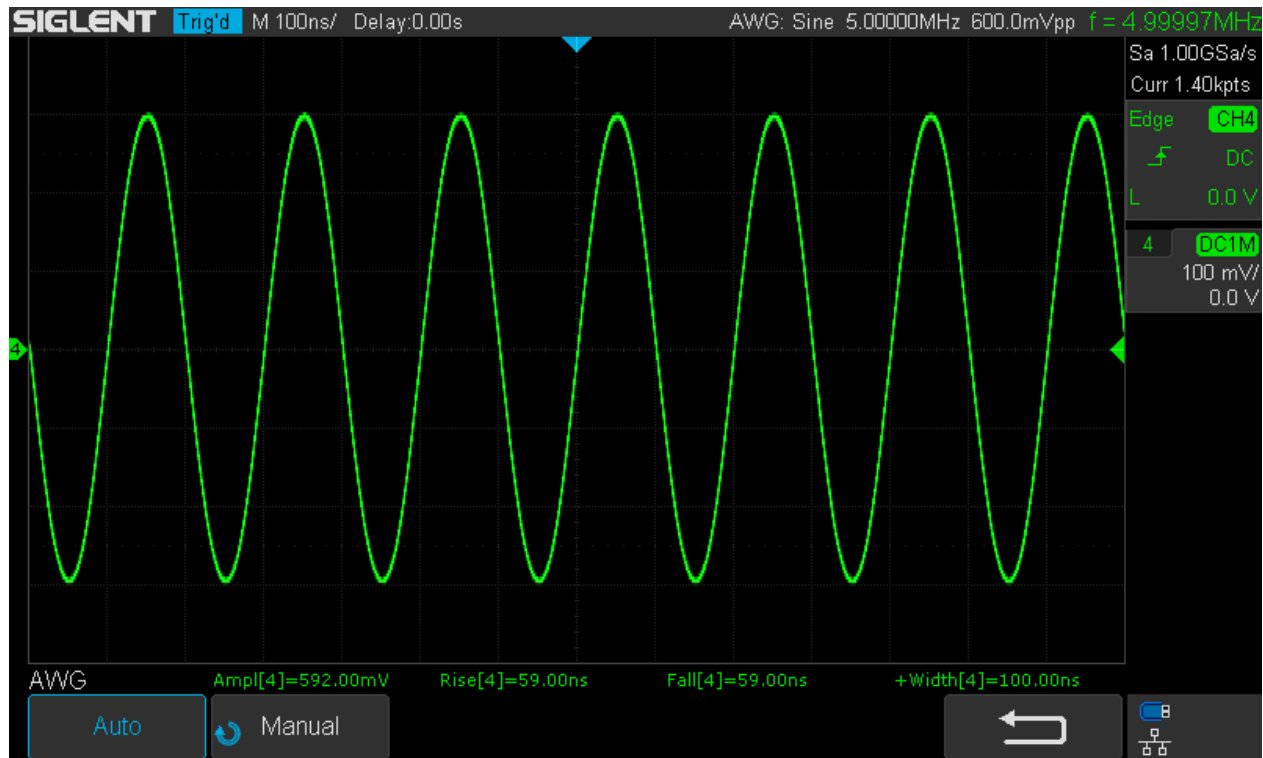 SIGLENT Trig'd M 100ns/ Delay:0.00s AWG: Sine 5.00000MHz 600.0mVpp f = 4.99997MHz
Sa 1.00GSa/s
Curr 1.40kpts
Edge CH4
DC
L 0.0 V
4 DC1M
100 mV/
0.0 V
4
AWG Ampl[4]=592.00mV Rise[4]=59.00ns Fall[4]=59.00ns +Width[4]=100.00ns
Auto Manual